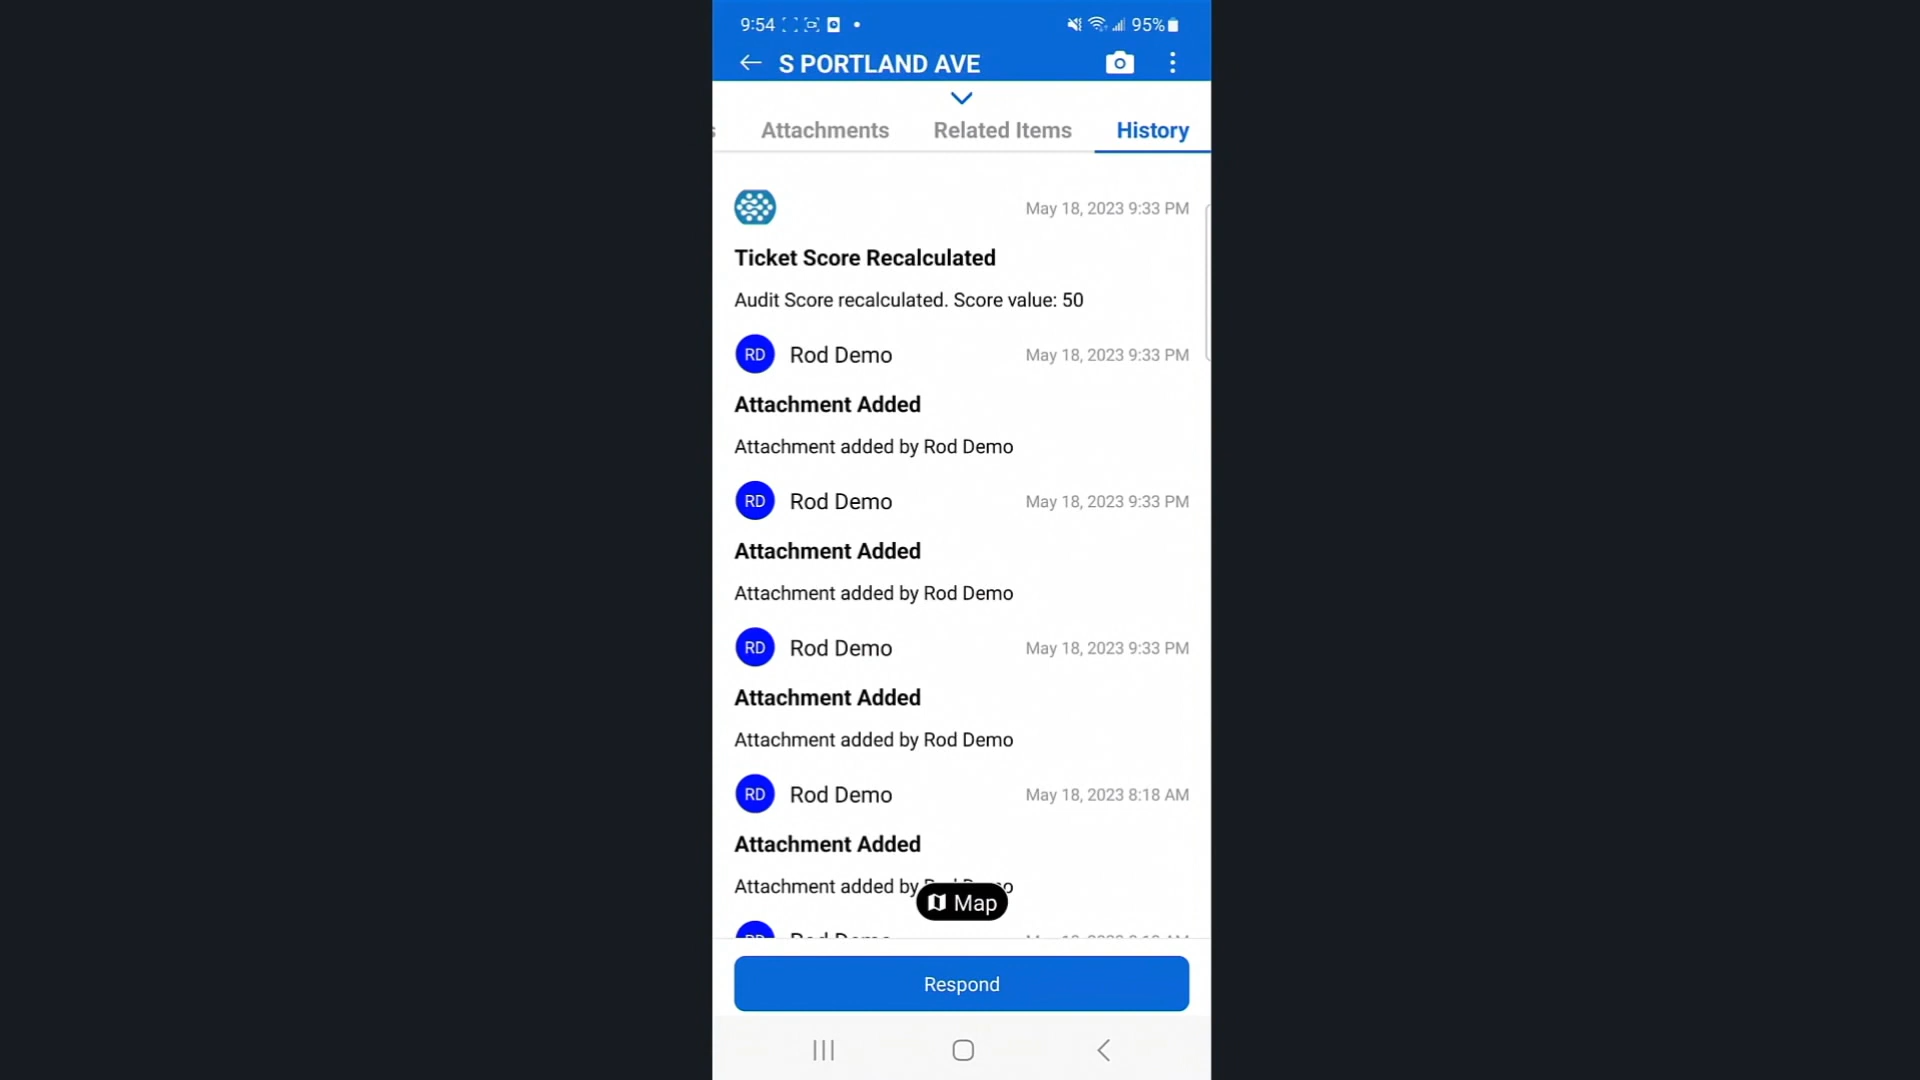 9:54 95%
S PORTLAND AVE
s Attachments Related Items History
May 18, 2023 9:33 PM
Ticket Score Recalculated
Audit Score recalculated. Score value: 50
RD Rod Demo May 18, 2023 9:33 PM
Attachment Added
Attachment added by Rod Demo
RD Rod Demo May 18, 2023 9:33 PM
Attachment Added
Attachment added by Rod Demo
RD Rod Demo May 18, 2023 9:33 PM
Attachment Added
Attachment added by Rod Demo
RD Rod Demo May 18, 2023 8:18 AM
Attachment Added
Attachment added by
Map
RD Rod Demo
Respond